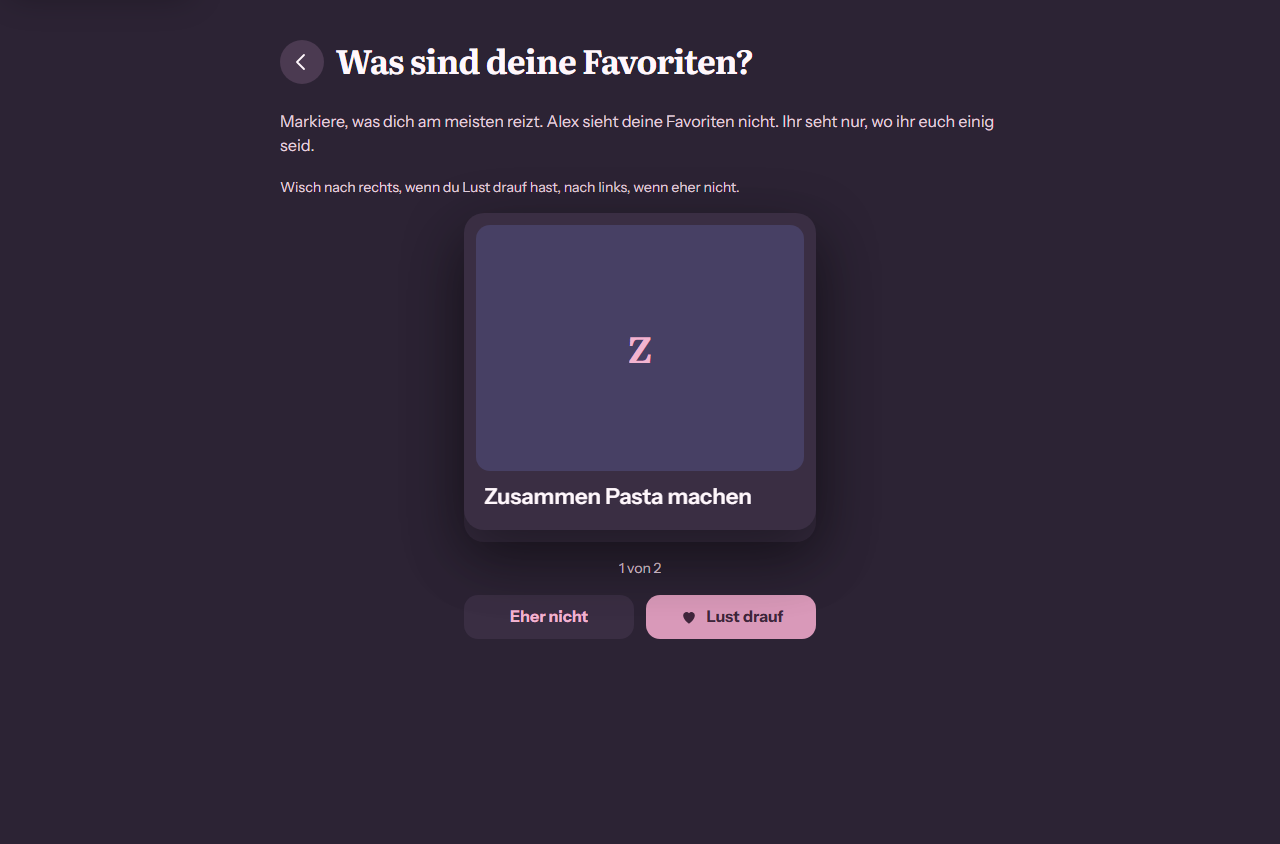 Was sind deine Favoriten?
Markiere, was dich am meisten reizt. Alex sieht deine Favoriten nicht. Ihr seht nur, wo ihr euch einig
seid.
Wisch nach rechts, wenn du Lust drauf hast, nach links, wenn eher nicht.
Z
Zusammen Pasta machen
1 von 2
Eher nicht
Lust drauf